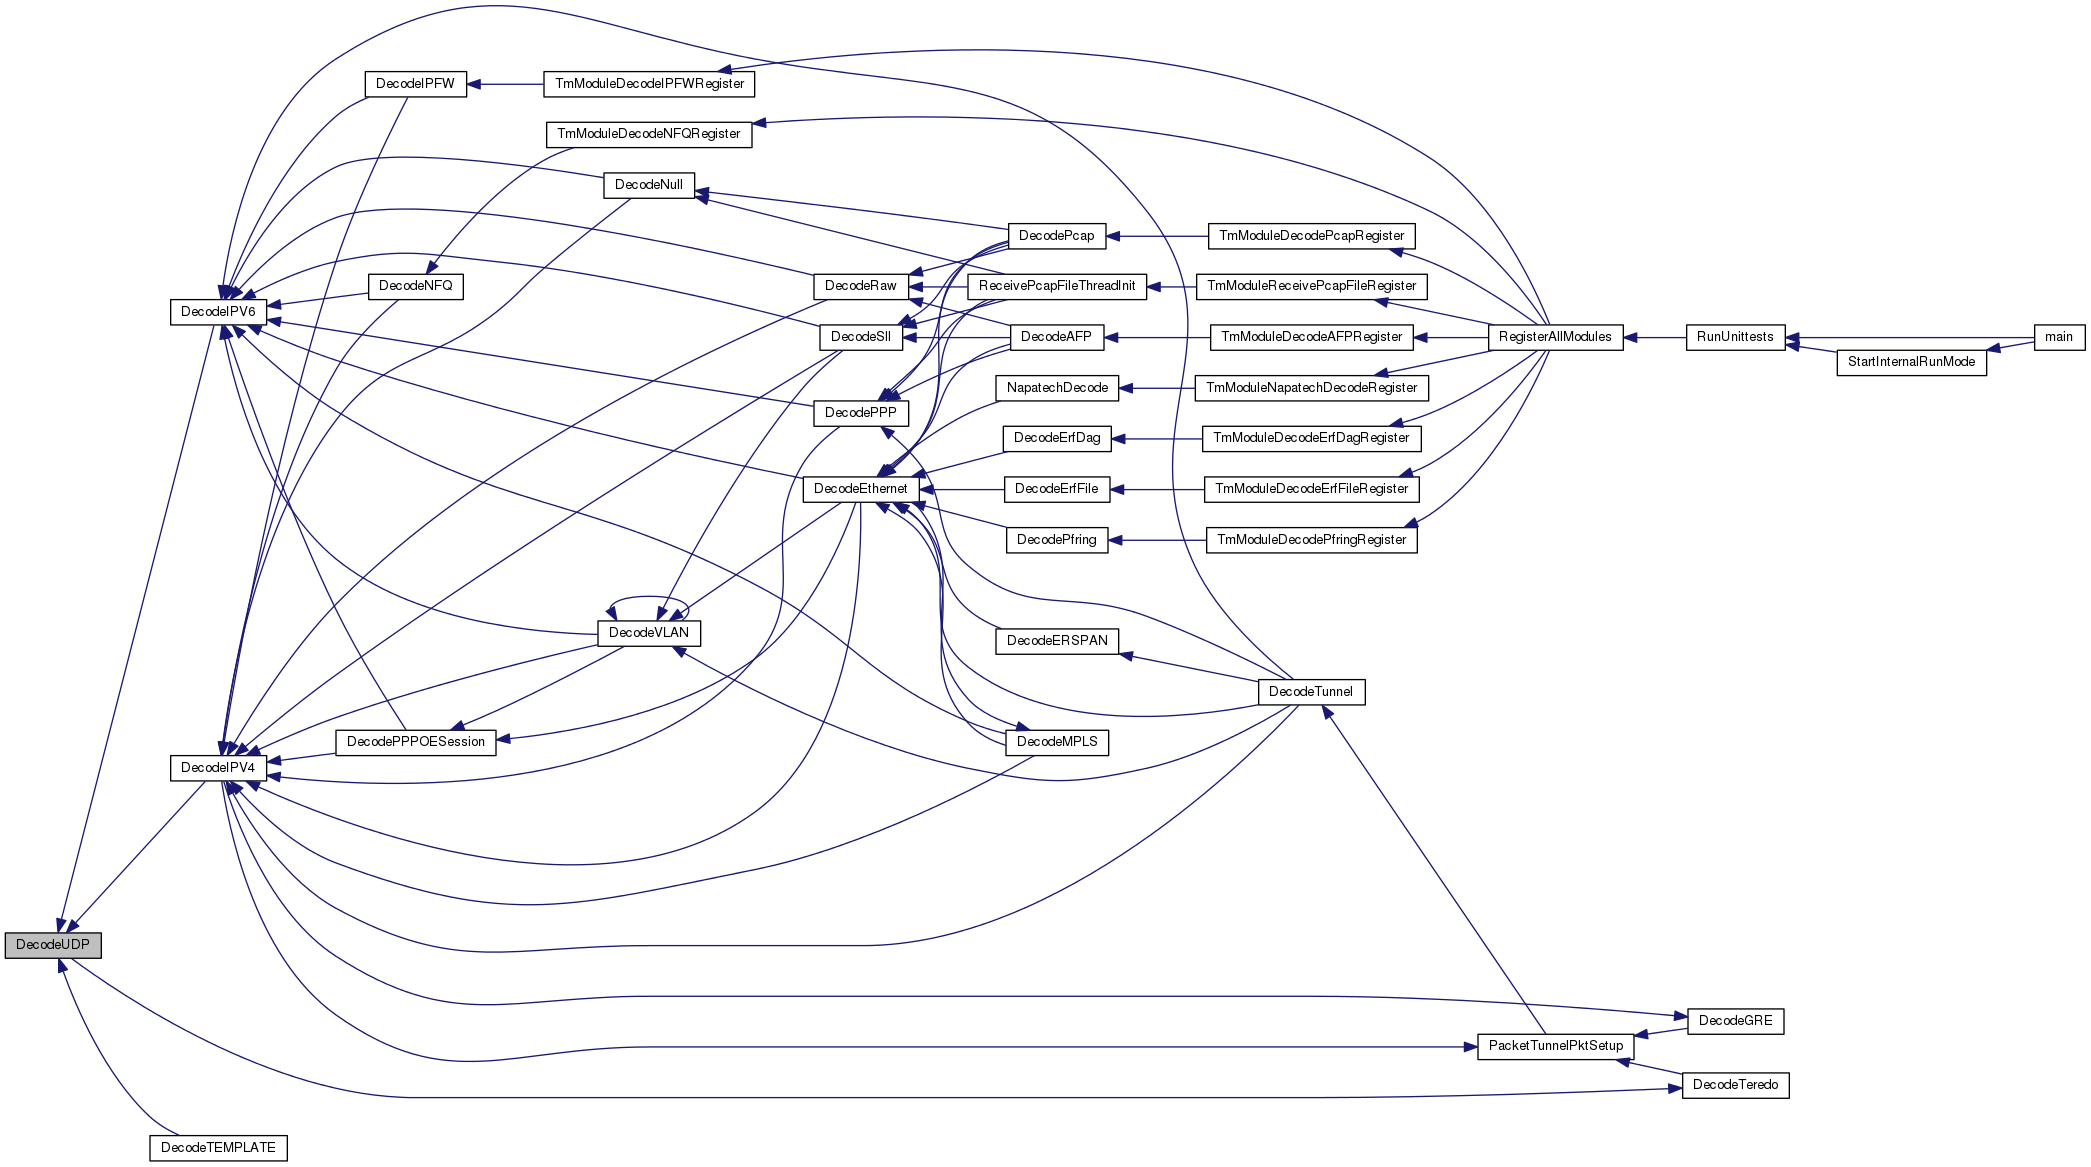 DecodeIPFW
TmModuleDecodeIPFWRegister
TmModuleDecodeNFQRegister
DecodeNull
DecodePcap
TmModuleDecodePcapRegister
DecodeNFQ
DecodeRaw
ReceivePcapFileThreadInit
TmModuleReceivePcapFileRegister
DecodeIPV6
DecodeSll
DecodeAFP
TmModuleDecodeAFPRegister
RegisterAllModules
RunUnittests
main
StartInternalRunMode
NapatechDecode
TmModuleNapatechDecodeRegister
DecodePPP
DecodeErfDag
TmModuleDecodeErfDagRegister
DecodeEthernet
DecodeErfFile
TmModuleDecodeErfFileRegister
DecodePfring
TmModuleDecodePfringRegister
DecodeVLAN
DecodeERSPAN
DecodeTunnel
DecodePPPOESession
DecodeMPLS
DecodeIPV4
DecodeUDP
DecodeGRE
PacketTunnelPktSetup
DecodeTeredo
DecodeTEMPLATE